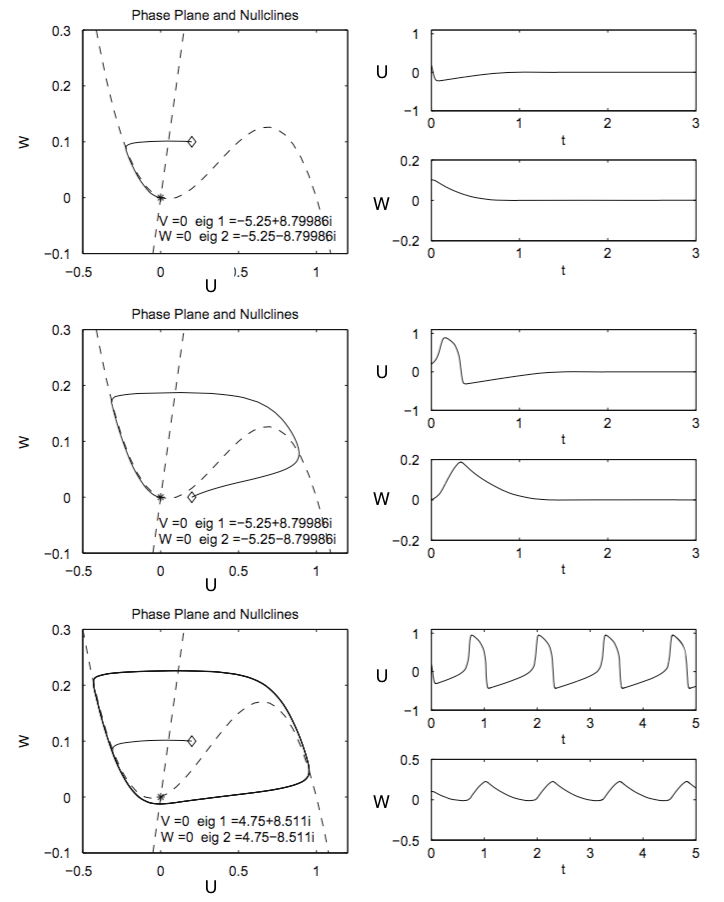 Phase Plane and Nullclines
0.3
0.2
0.1
0
−0.1
W
V =0 eig 1 =−5.25+8.79986i
W =0 eig 2 =−5.25−8.79986i
−0.5
0
).5
1
U
1
0
−1
U
0
1
2
3
t
0.2
0
−0.2
W
0
1
2
3
t
Phase Plane and Nullclines
0.3
0.2
0.1
0
−0.1
W
V =0 eig 1 =−5.25+8.79986i
W =0 eig 2 =−5.25−8.79986i
−0.5
0
0.5
1
U
1
0
−1
U
0
1
2
3
t
0.2
0
−0.2
W
0
1
2
3
t
Phase Plane and Nullclines
0.3
0.2
0.1
0
−0.1
W
V =0 eig 1 =4.75+8.511i
W =0 eig 2 =4.75−8.511i
−0.5
0
0.5
1
U
1
0
−1
U
0
1
2
3
4
5
t
0.5
0
−0.5
W
0
1
2
3
4
5
t